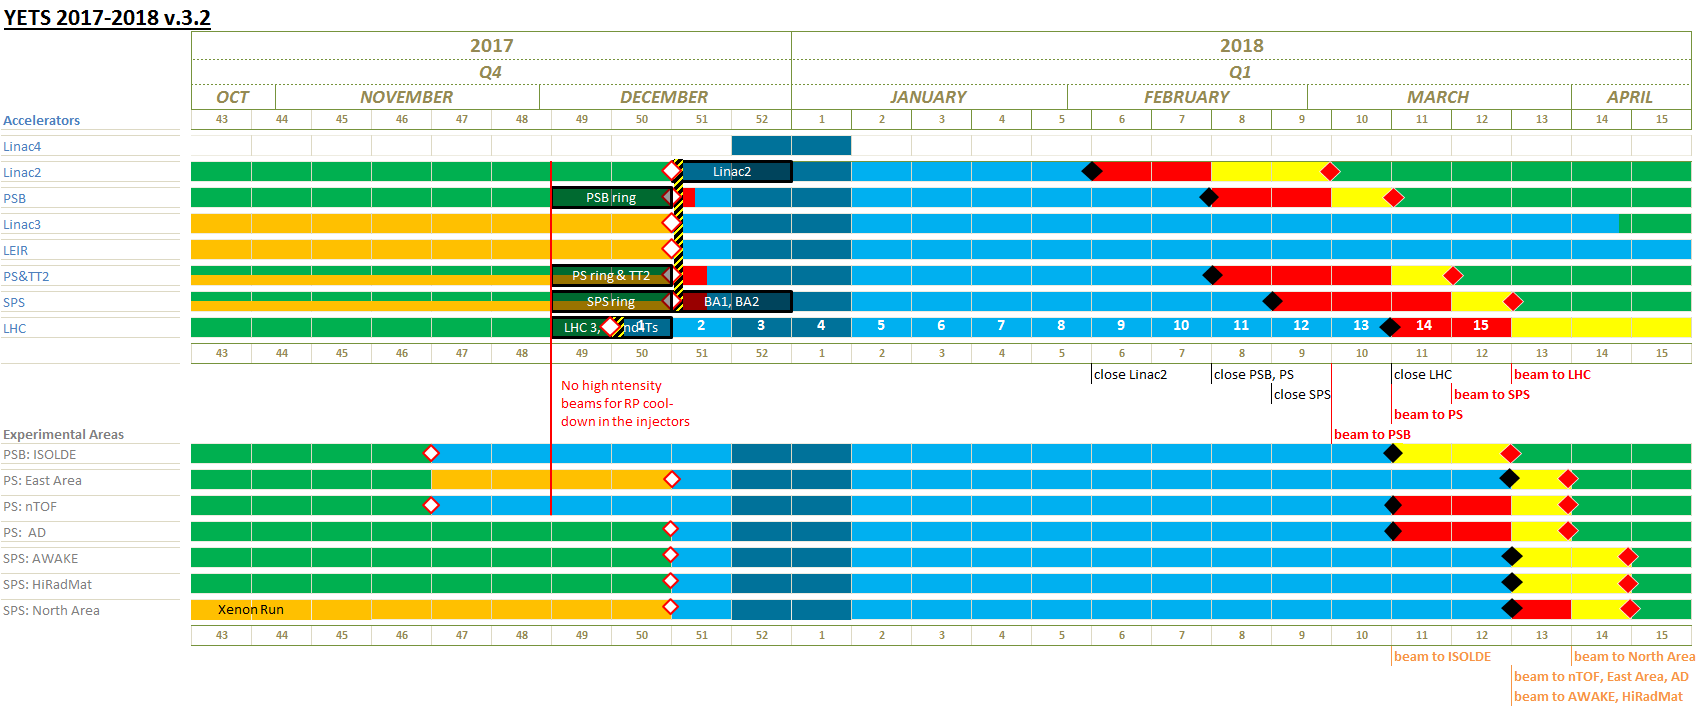 YETS 2017-2018 v.3.2
2017 2018
Q4 Q1
OCT NOVEMBER DECEMBER JANUARY FEBRUARY MARCH APRIL
Accelerators 43 44 45 46 47 48 49 50 51 52 1 2 3 4 5 6 7 8 9 10 11 12 13 14 15
Linac4
Linac2 Linac2
PSB PSB ring
Linac3
LEIR
PS&TT2 PS ring & TT2
SPS SPS ring BA1, BA2
LHC LHC 3, nd4Ts 1 2 3 4 5 6 7 8 9 10 11 12 13 14 15
43 44 45 46 47 48 49 50 51 52 1 2 3 4 5 6 7 8 9 10 11 12 13 14 15
close Linac2 close PSB, PS close LHC beam to LHC
No high ntensity
close SPS beam to SPS
beams for RP cool-
beam to PS
down in the injectors
Experimental Areas beam to PSB
PSB: ISOLDE
PS: East Area
PS: nTOF
PS: AD
SPS: AWAKE
SPS: HiRadMat
SPS: North Area Xenon Run
43 44 45 46 47 48 49 50 51 52 1 2 3 4 5 6 7 8 9 10 11 12 13 14 15
beam to ISOLDE beam to North Area
beam to nTOF, East Area, AD
beam to AWAKE, HiRadMat